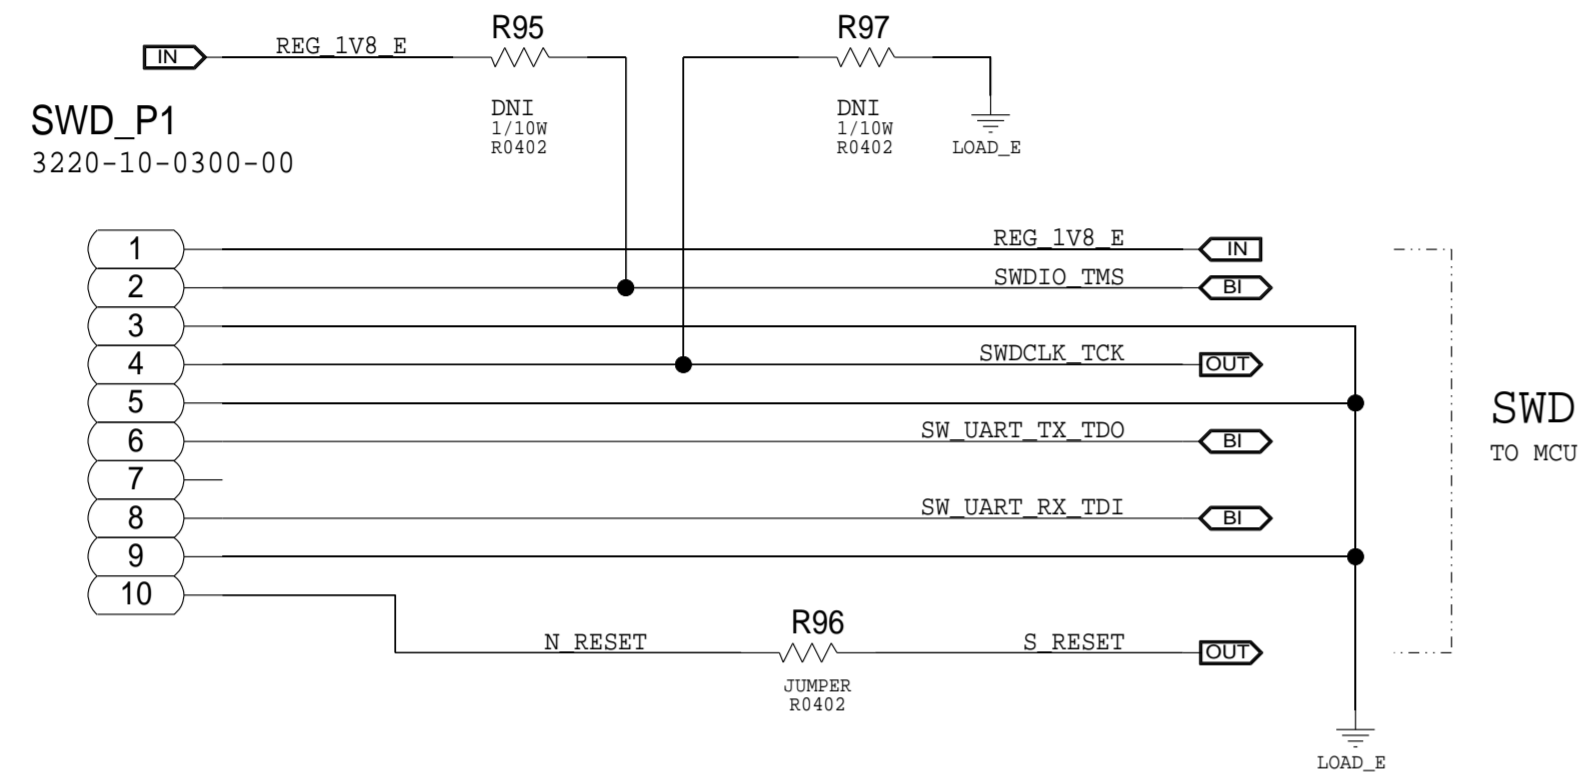 R95
R97
IN
REG_1V8_E
DNI
1/10W
R0402
DNI
1/10W
R0402
LOAD_E
SWD_P1
3220-10-0300-00
1
REG_1V8_E
IN
2
SWDIO_TMS
BI
3
4
SWDCLK_TCK
OUT
5
6
SW_UART_TX_TDO
BI
7
8
SW_UART_RX_TDI
BI
9
10
N_RESET
R96
JUMPER
R0402
S_RESET
OUT
SWD
TO MCU
LOAD_E